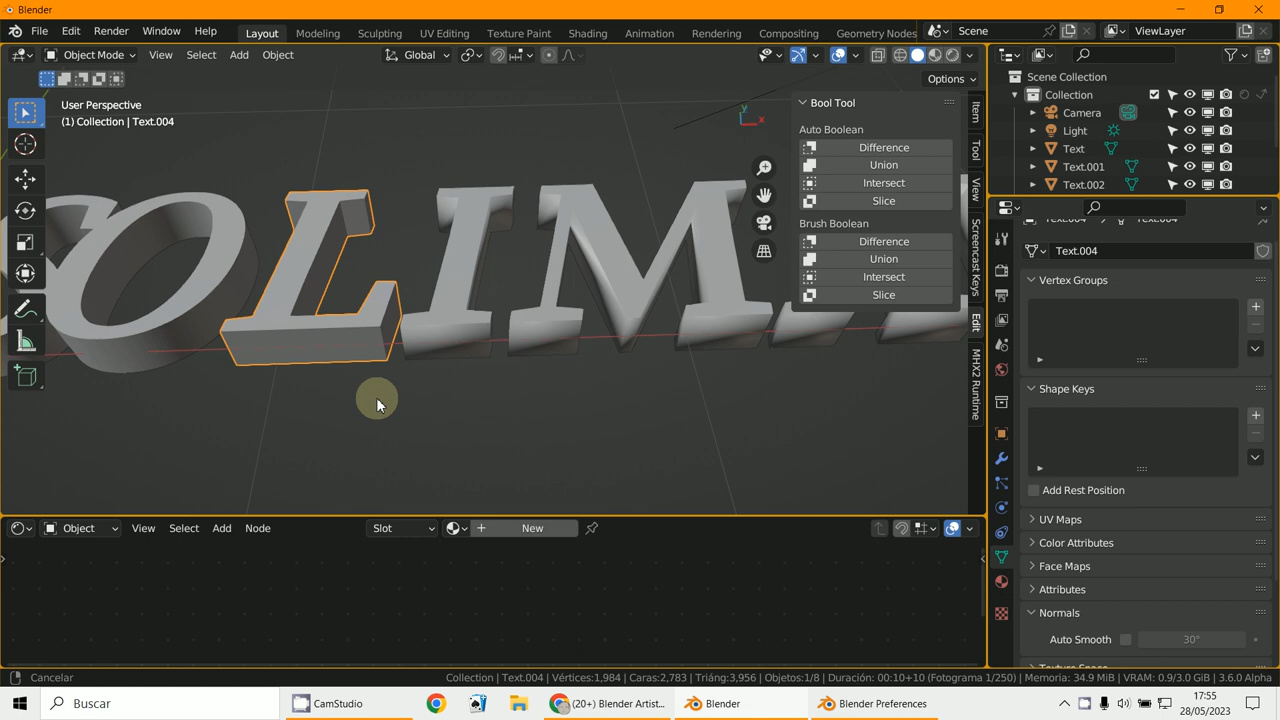 Blender
File Edit Render Window Help Layout Modeling Sculpting UV Editing Texture Paint Shading Animation Rendering Compositing Geometry Nodes Scene ViewLayer
Object Mode View Select Add Object Global
Options
User Perspective
(1) Collection | Text.004
OLIM
Bool Tool
Auto Boolean
Difference
Union
Intersect
Slice
Brush Boolean
Difference
Union
Intersect
Slice
Item
Tool
View
Screencast Keys
Edit
MHX2 Runtime
Scene Collection
Collection
Camera
Light
Text
Text.001
Text.002
Text.004
Vertex Groups
Shape Keys
Add Rest Position
UV Maps
Color Attributes
Face Maps
Attributes
Normals
Auto Smooth 30°
Object View Select Add Node Slot New
Cancelar
Collection | Text.004 | Vértices:1,984 | Caras:2,783 | Triáng:3,956 | Objetos:1/8 | Duración: 00:10+10 (Fotograma 1/250) | Memoria: 34.9 MiB | VRAM: 0.9/3.0 GiB | 3.6.0 Alpha
Buscar CamStudio (20+) Blender Artist... Blender Blender Preferences
17:55
28/05/2023